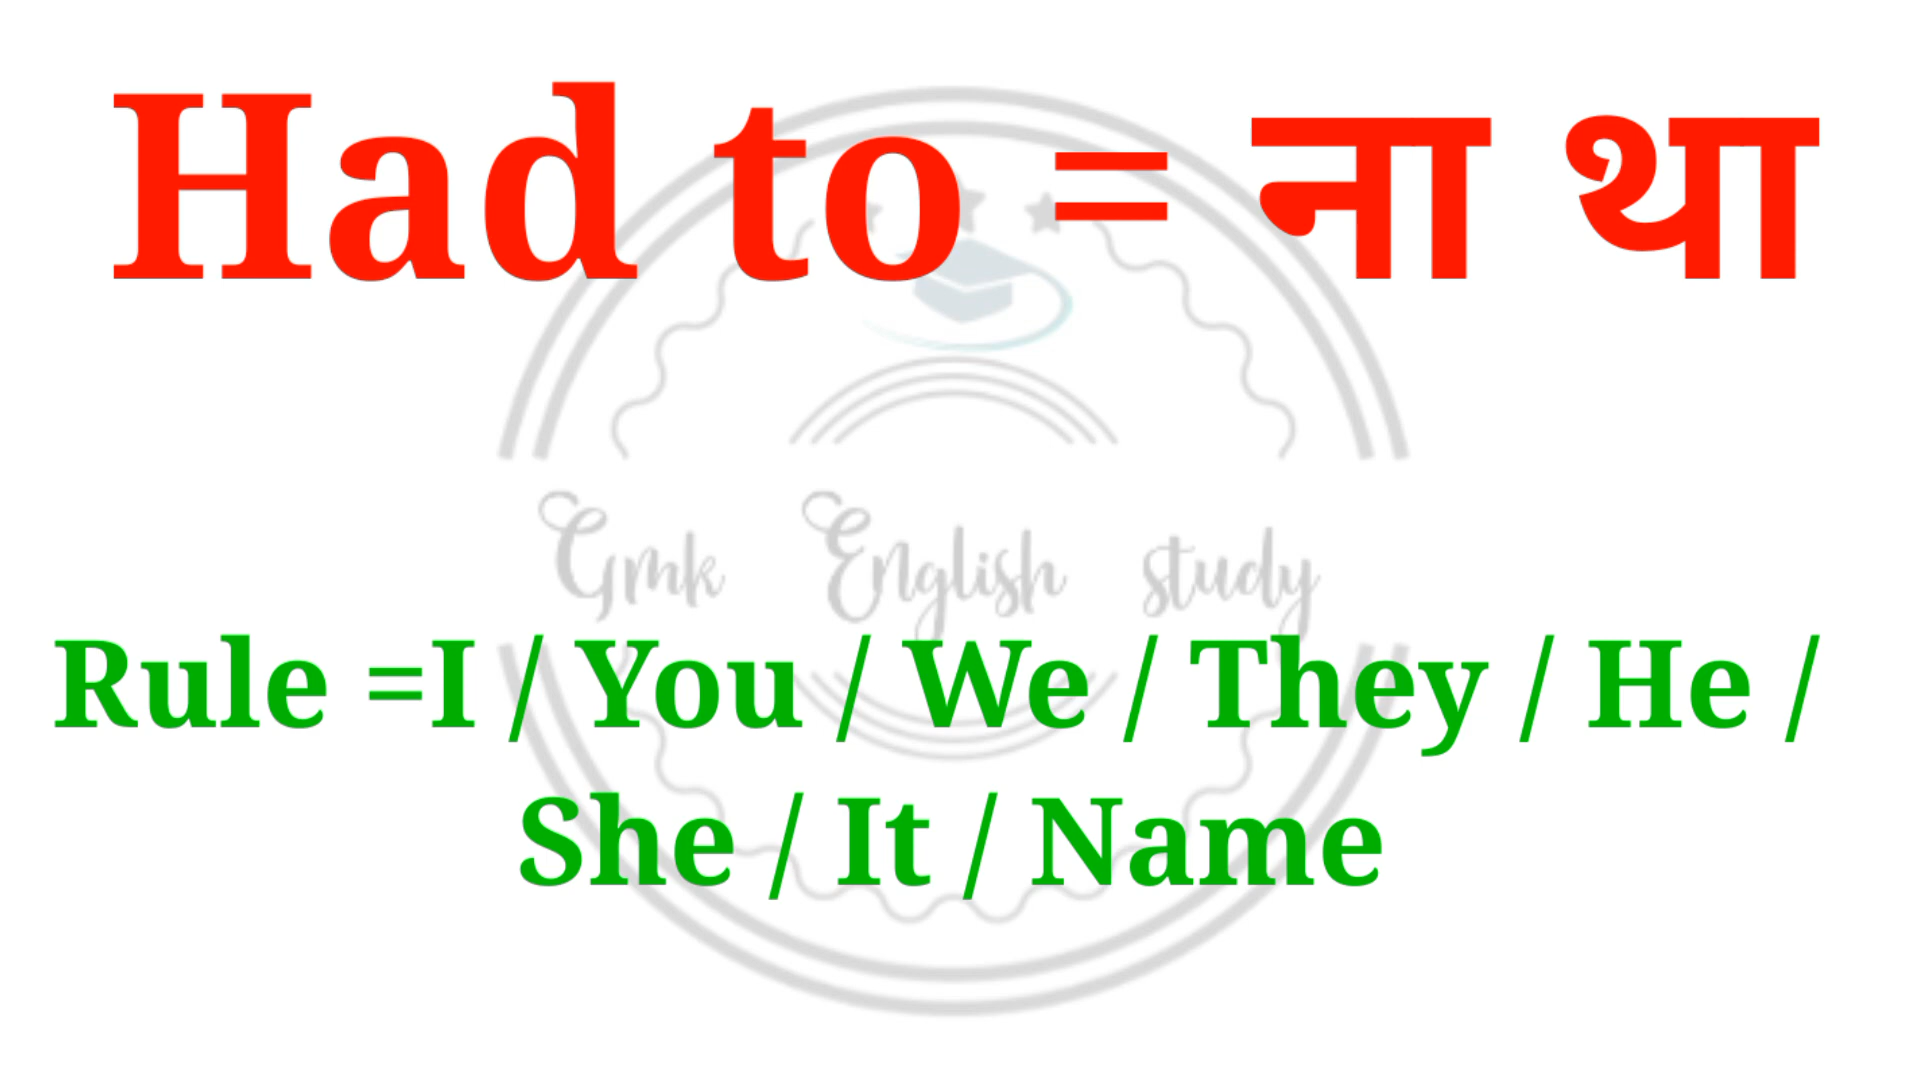 Had to = ना था
Gmk English study
Rule =I / You / We / They / He /
She / It / Name